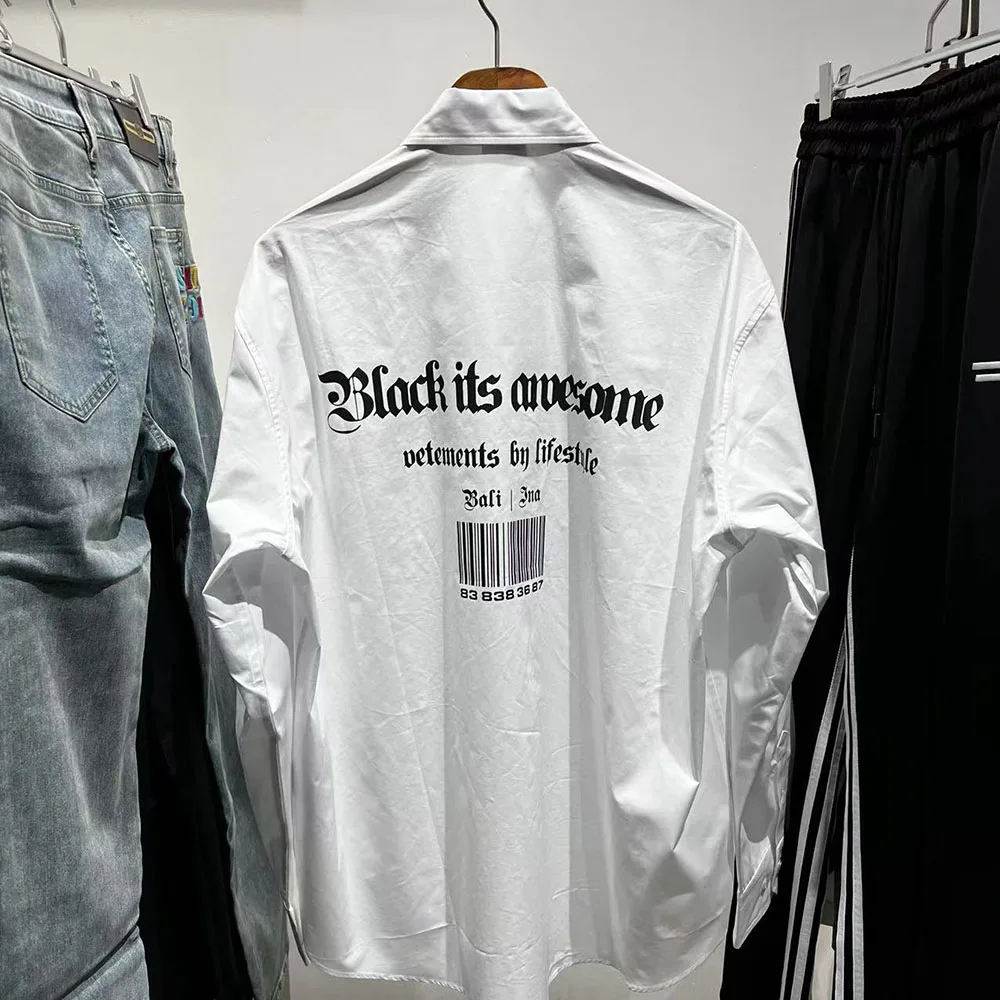 Black its awesome
vetements by lifestyle
Bali | Ina
83 838 36 87